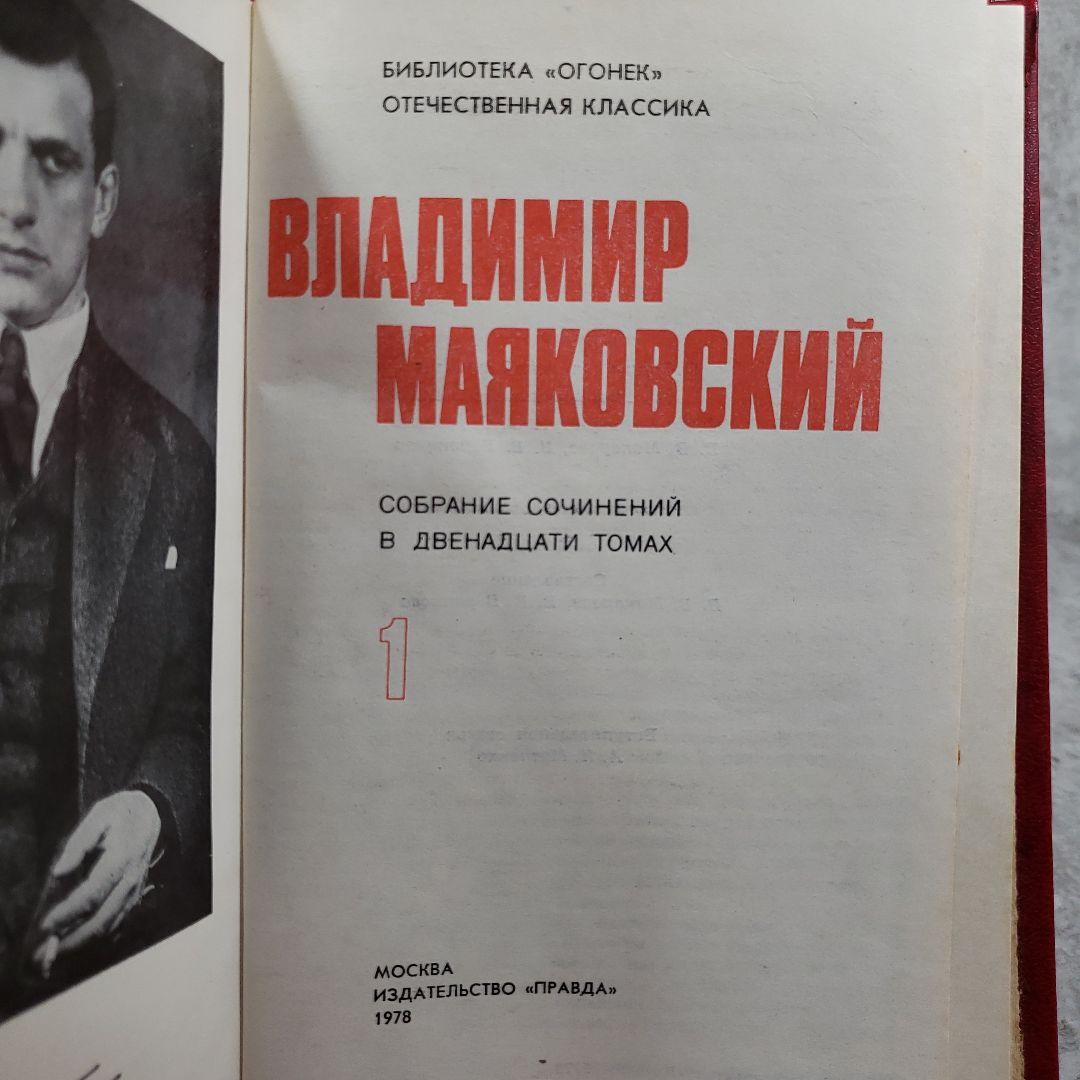 БИБЛИОТЕКА «ОГОНЕК»
ОТЕЧЕСТВЕННАЯ КЛАССИКА
ВЛАДИМИР
МАЯКОВСКИЙ
СОБРАНИЕ СОЧИНЕНИЙ
В ДВЕНАДЦАТИ ТОМАХ
1
МОСКВА
ИЗДАТЕЛЬСТВО «ПРАВДА»
1978